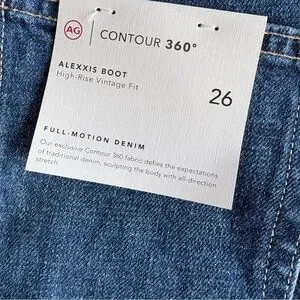 AG CONTOUR 360°
ALEXXIS BOOT
High-Rise Vintage Fit
26
FULL-MOTION DENIM
Our exclusive Contour 360 fabric defies the expectations
of traditional denim, sculpting the body with all-direction
stretch.